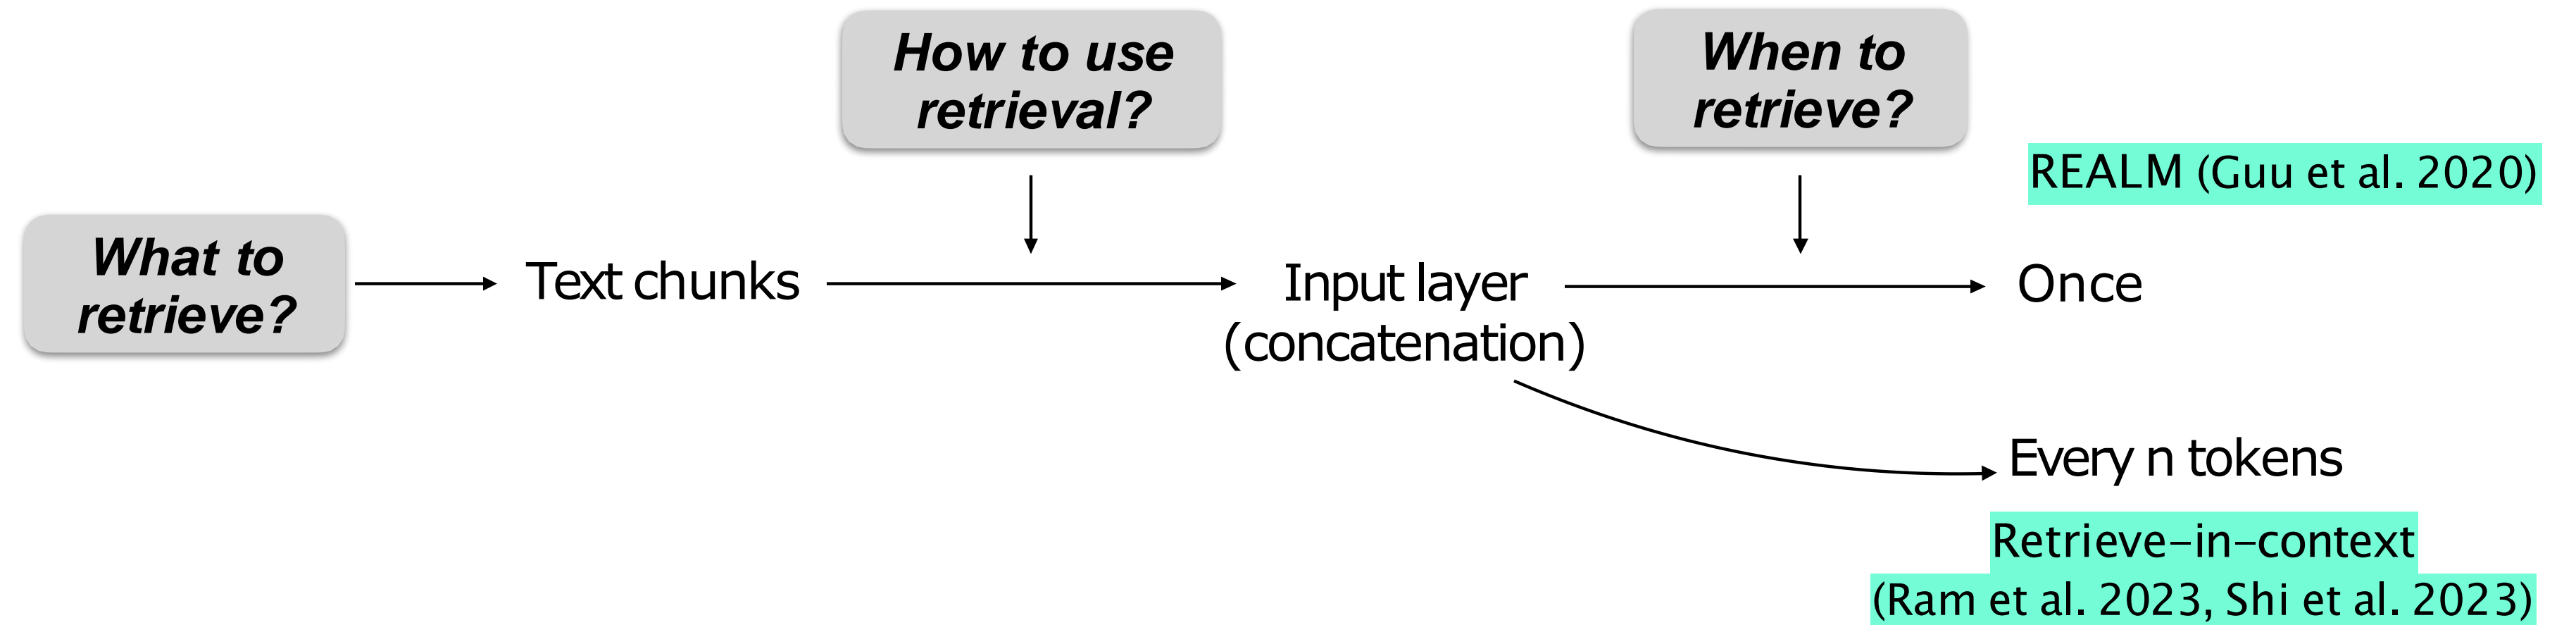 How to use
retrieval?
When to
retrieve?
REALM (Guu et al. 2020)
What to
retrieve?
Text chunks
Input layer
(concatenation)
Once
Every n tokens
Retrieve–in–context
(Ram et al. 2023, Shi et al. 2023)